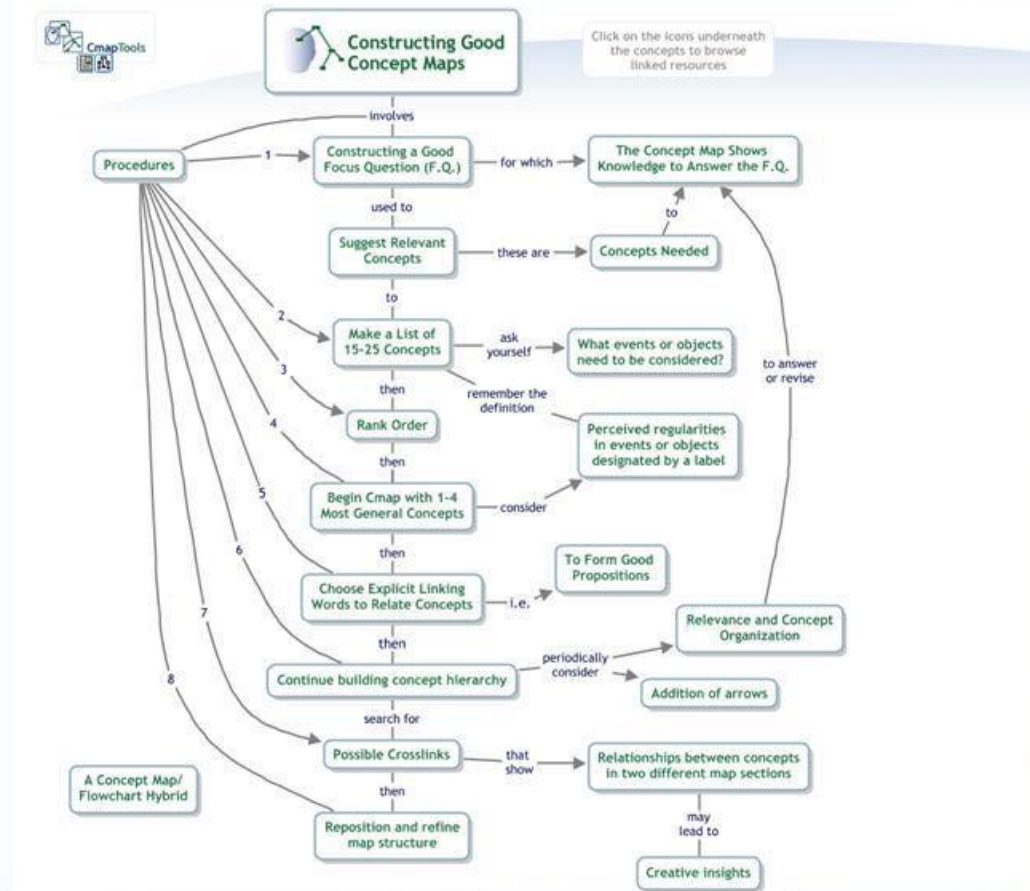 CmapTools
Constructing Good
Concept Maps
Click on the icons underneath
the concepts to browse
linked resources
involves
Procedures
1
Constructing a Good
Focus Question (F.Q.)
for which
The Concept Map Shows
Knowledge to Answer the F.Q.
used to
to
Suggest Relevant
Concepts
these are
Concepts Needed
to
2
Make a List of
15-25 Concepts
ask
yourself
What events or objects
need to be considered?
to answer
or revise
3
then
remember the
definition
4
Rank Order
Perceived regularities
in events or objects
designated by a label
then
5
Begin Cmap with 1-4
Most General Concepts
consider
then
6
To Form Good
Propositions
7
Choose Explicit Linking
Words to Relate Concepts
i.e.
Relevance and Concept
Organization
then
periodically
consider
8
Continue building concept hierarchy
Addition of arrows
search for
Possible Crosslinks
that
show
Relationships between concepts
in two different map sections
A Concept Map/
Flowchart Hybrid
then
Reposition and refine
map structure
may
lead to
Creative insights